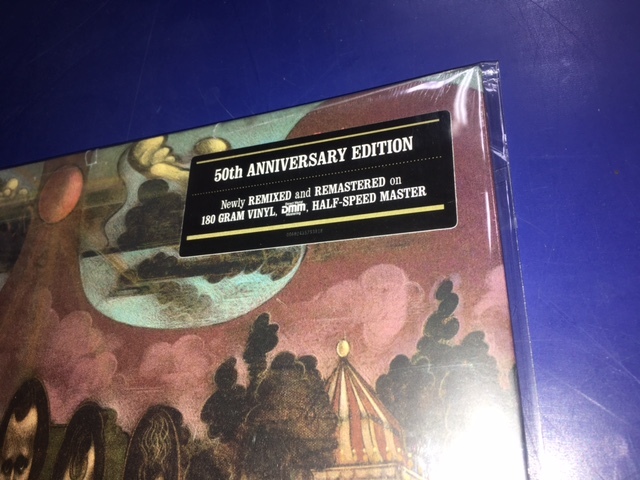 50th ANNIVERSARY EDITION
Newly REMIXED and REMASTERED on
180 GRAM VINYL, DMM, HALF-SPEED MASTER